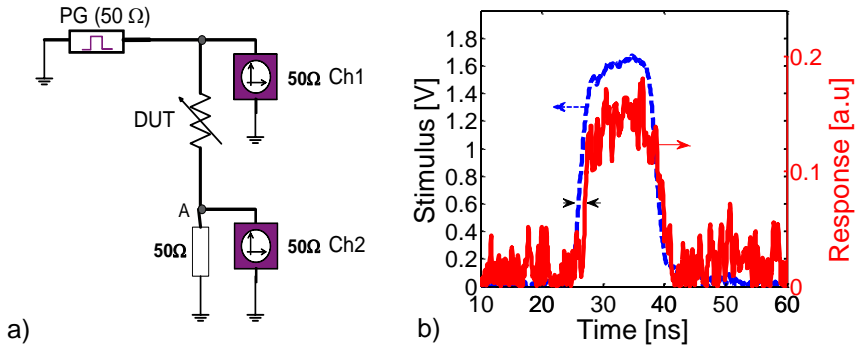 PG (50 Ω)
50Ω Ch1
DUT
A
50Ω
50Ω Ch2
a)
Stimulus [V]
1.8
1.6
1.4
1.2
1
0.8
0.6
0.4
0.2
0
0.2
0.1
0
Response [a.u]
10 20 30 40 50 60
Time [ns]
b)